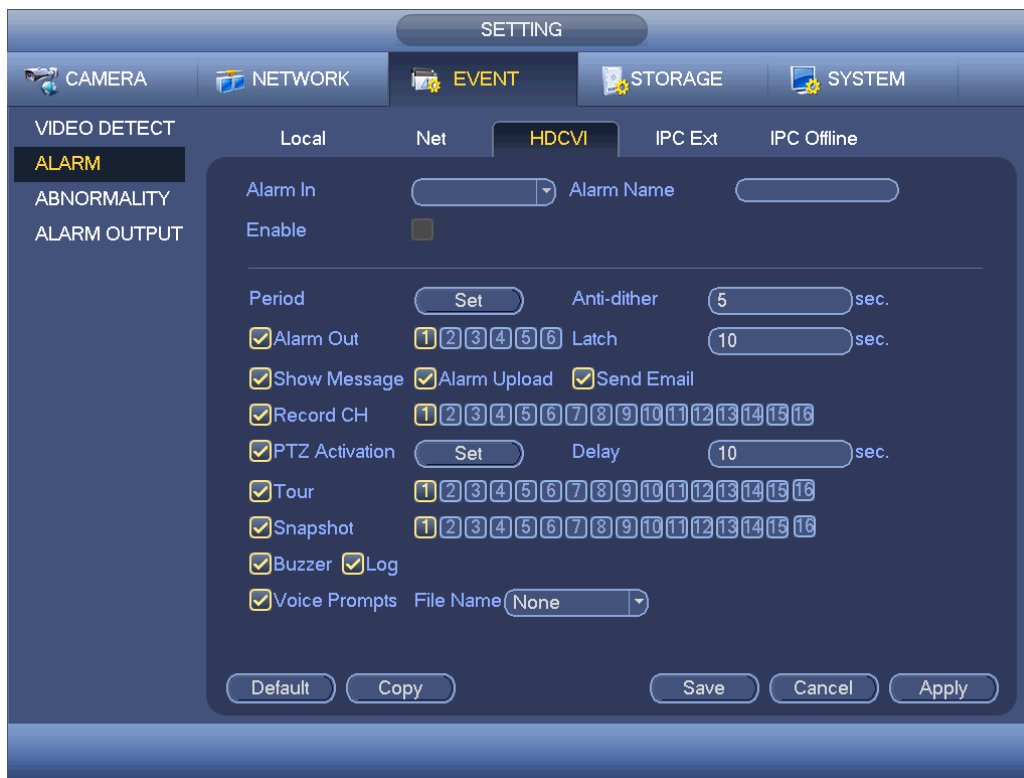 SETTING
CAMERA NETWORK EVENT STORAGE SYSTEM
VIDEO DETECT
ALARM
ABNORMALITY
ALARM OUTPUT
Local Net HDCVI IPC Ext IPC Offline
Alarm In Alarm Name
Enable
Period Set Anti-dither 5 sec.
Alarm Out 1 2 3 4 5 6 Latch 10 sec.
Show Message Alarm Upload Send Email
Record CH 1 2 3 4 5 6 7 8 9 10 11 12 13 14 15 16
PTZ Activation Set Delay 10 sec.
Tour 1 2 3 4 5 6 7 8 9 10 11 12 13 14 15 16
Snapshot 1 2 3 4 5 6 7 8 9 10 11 12 13 14 15 16
Buzzer Log
Voice Prompts File Name None
Default Copy Save Cancel Apply